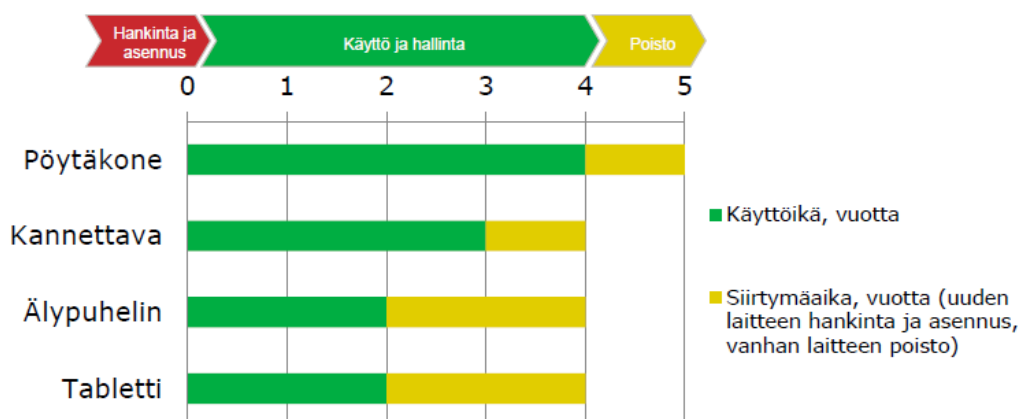 Hankinta ja
asennus
Käyttö ja hallinta
Poisto
0 1 2 3 4 5
Pöytäkone
Kannettava
Älypuhelin
Tabletti
Käyttöikä, vuotta
Siirtymäaika, vuotta (uuden
laitteen hankinta ja asennus,
vanhan laitteen poisto)